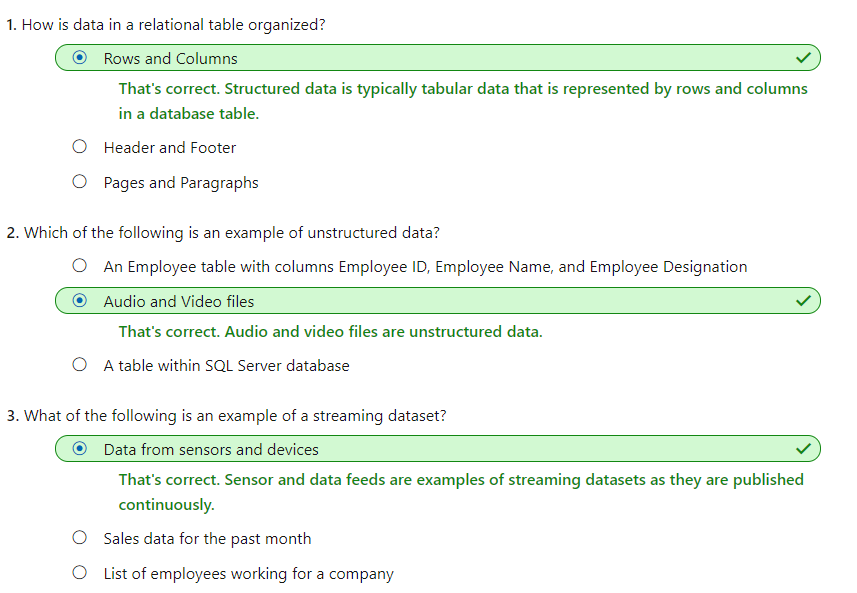 1. How is data in a relational table organized?
Rows and Columns
That's correct. Structured data is typically tabular data that is represented by rows and columns
in a database table.
Header and Footer
Pages and Paragraphs
2. Which of the following is an example of unstructured data?
An Employee table with columns Employee ID, Employee Name, and Employee Designation
Audio and Video files
That's correct. Audio and video files are unstructured data.
A table within SQL Server database
3. What of the following is an example of a streaming dataset?
Data from sensors and devices
That's correct. Sensor and data feeds are examples of streaming datasets as they are published
continuously.
Sales data for the past month
List of employees working for a company